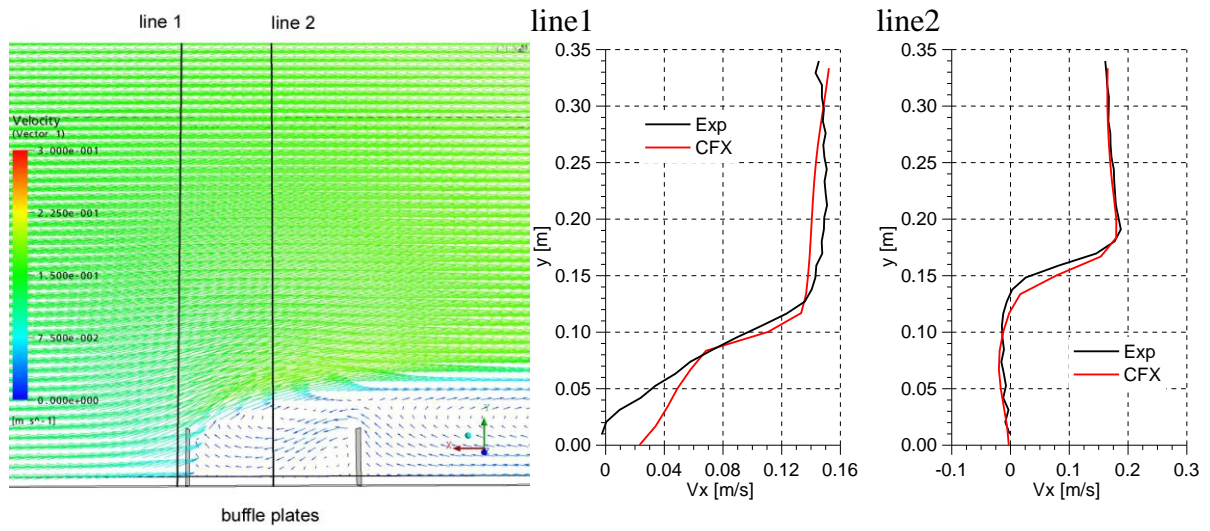 line 1
line 2
Velocity
(Vector 1)
3.000e-001
2.250e-001
1.500e-001
7.500e-002
0.000e+000
[m s^-1]
Y
X
buffle plates
line1
0.35
0.30
0.25
0.20
0.15
0.10
0.05
0.00
y [m]
Exp
CFX
0
0.04
0.08
0.12
0.16
Vx [m/s]
line2
0.35
0.30
0.25
0.20
0.15
0.10
0.05
0.00
y [m]
Exp
CFX
-0.1
0
0.1
0.2
0.3
Vx [m/s]